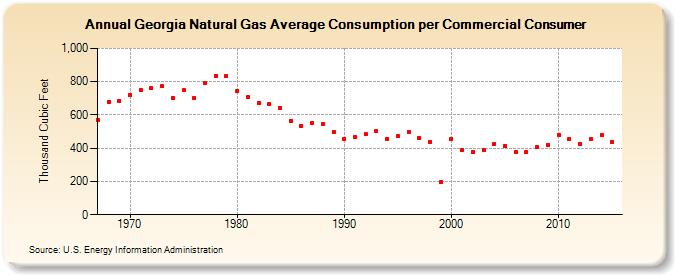 Annual Georgia Natural Gas Average Consumption per Commercial Consumer
Thousand Cubic Feet
1,000
800
600
400
200
0
1970 1980 1990 2000 2010
Source: U.S. Energy Information Administration